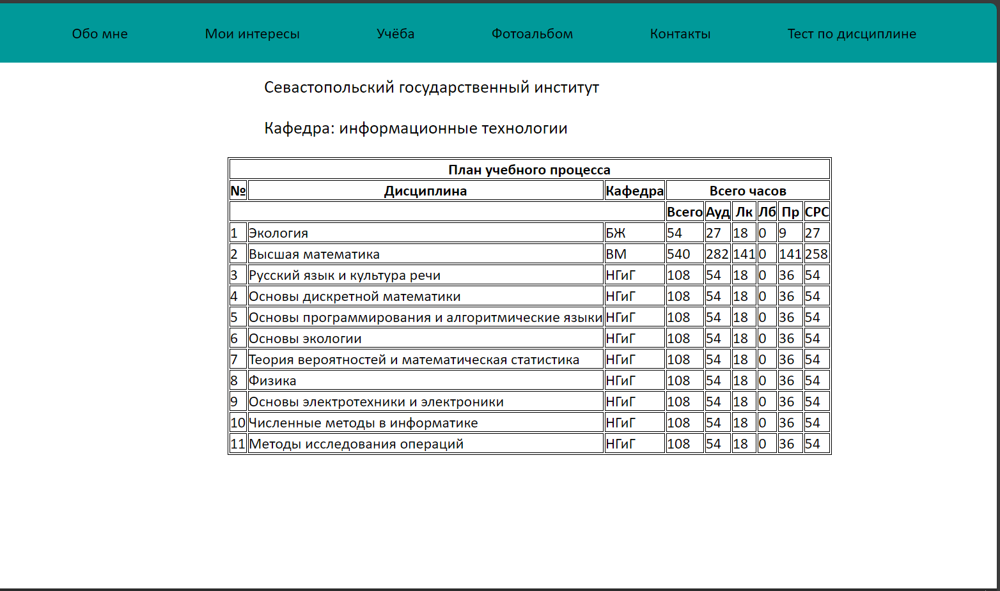 Обо мне Мои интересы Учёба Фотоальбом Контакты Тест по дисциплине
Севастопольский государственный институт
Кафедра: информационные технологии
План учебного процесса
№ Дисциплина Кафедра Всего часов
Всего Ауд Лк Лб Пр СРС
1 Экология БЖ 54 27 18 0 9 27
2 Высшая математика ВМ 540 282 141 0 141 258
3 Русский язык и культура речи НГиГ 108 54 18 0 36 54
4 Основы дискретной математики НГиГ 108 54 18 0 36 54
5 Основы программирования и алгоритмические языки НГиГ 108 54 18 0 36 54
6 Основы экологии НГиГ 108 54 18 0 36 54
7 Теория вероятностей и математическая статистика НГиГ 108 54 18 0 36 54
8 Физика НГиГ 108 54 18 0 36 54
9 Основы электротехники и электроники НГиГ 108 54 18 0 36 54
10 Численные методы в информатике НГиГ 108 54 18 0 36 54
11 Методы исследования операций НГиГ 108 54 18 0 36 54